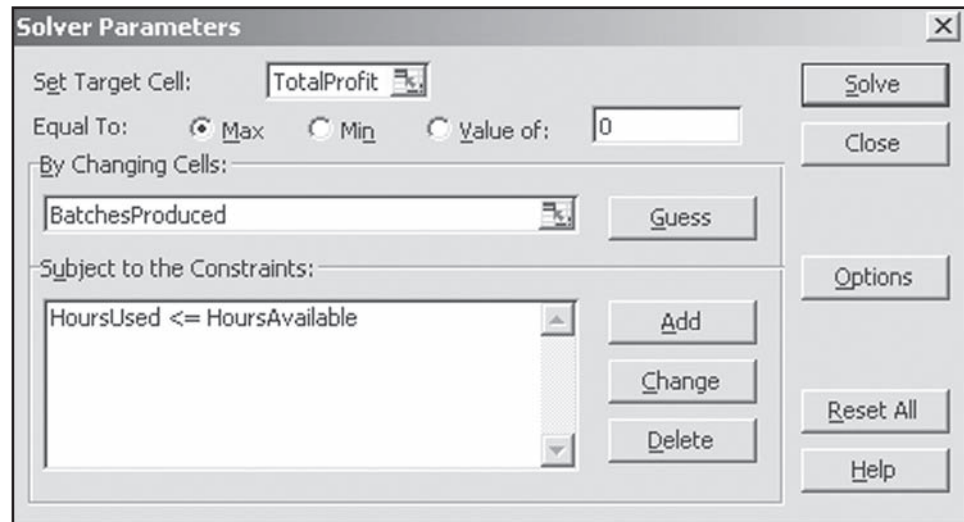 Solver Parameters
Set Target Cell: TotalProfit Solve
Equal To: Max Min Value of: 0 Close
By Changing Cells:
BatchesProduced Guess
Subject to the Constraints: Options
HoursUsed <= HoursAvailable Add
Change
Reset All
Delete
Help